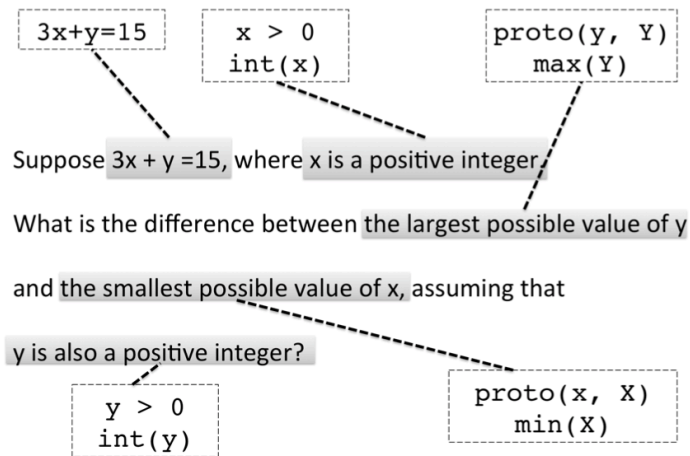 3x+y=15
x > 0
int(x)
proto(y, Y)
max(Y)
Suppose 3x + y =15, where x is a positive integer.
What is the difference between the largest possible value of y
and the smallest possible value of x, assuming that
y is also a positive integer?
y > 0
int(y)
proto(x, X)
min(X)